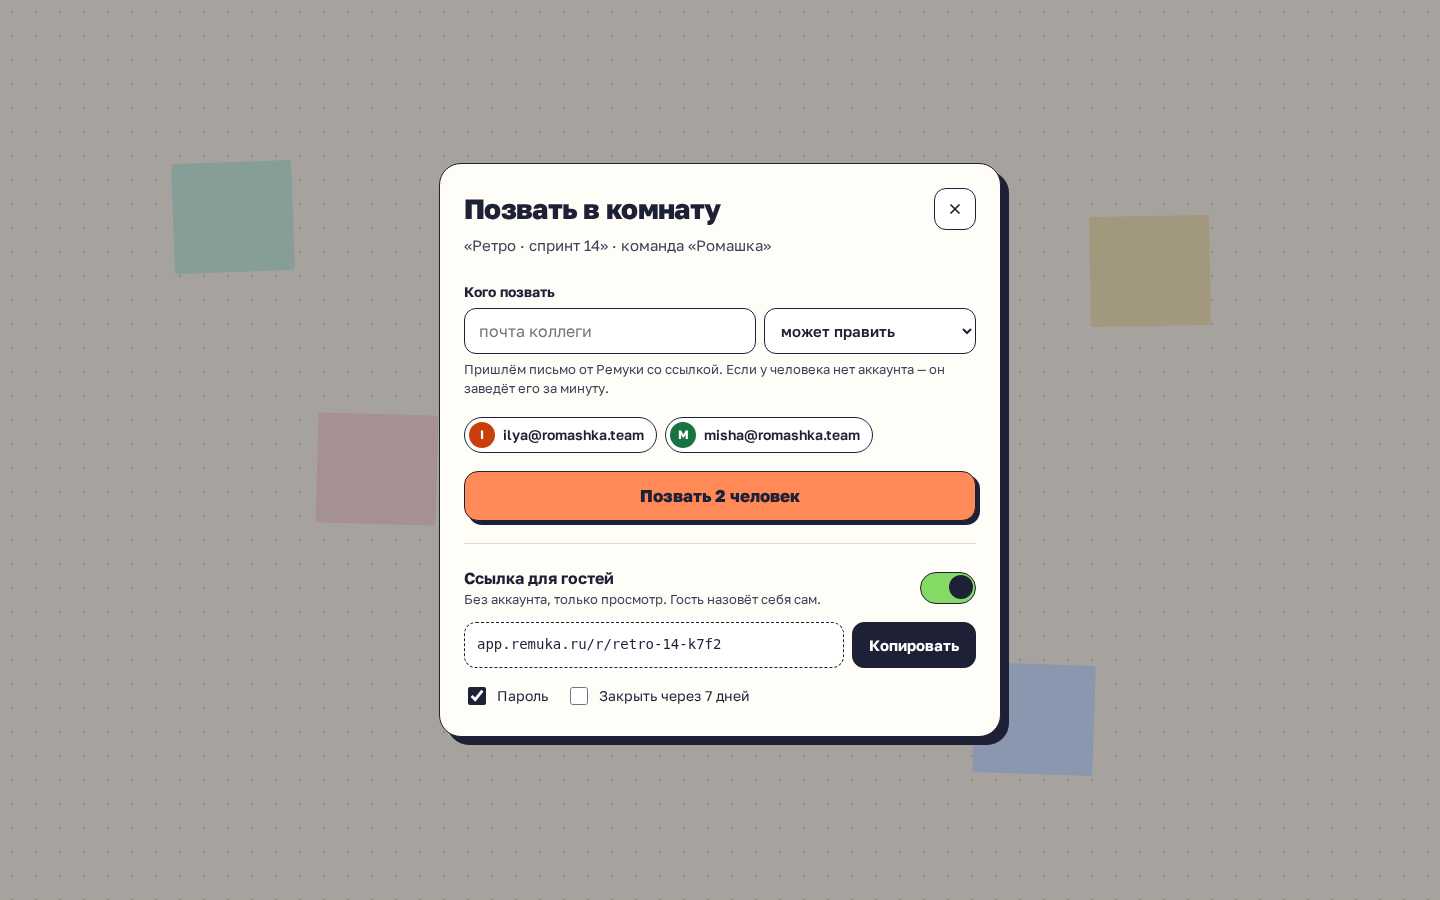 Позвать в комнату
×
«Ретро · спринт 14» · команда «Ромашка»
Кого позвать
почта коллеги
может править
Пришлём письмо от Ремуки со ссылкой. Если у человека нет аккаунта — он
заведёт его за минуту.
I ilya@romashka.team
M misha@romashka.team
Позвать 2 человек
Ссылка для гостей
Без аккаунта, только просмотр. Гость назовёт себя сам.
app.remuka.ru/r/retro-14-k7f2
Копировать
Пароль
Закрыть через 7 дней